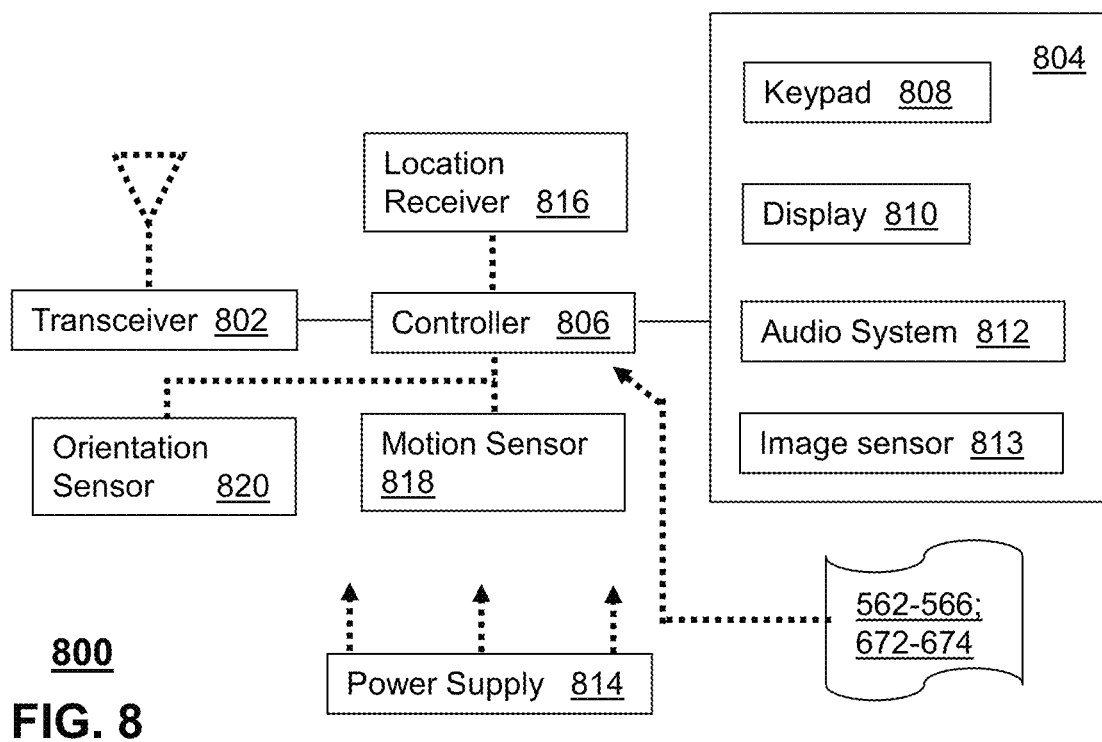 804
Keypad 808
Location
Receiver 816
Display 810
Transceiver 802
Controller 806
Audio System 812
Orientation
Sensor 820
Motion Sensor
818
Image sensor 813
562-566;
672-674
800
Power Supply 814
FIG. 8